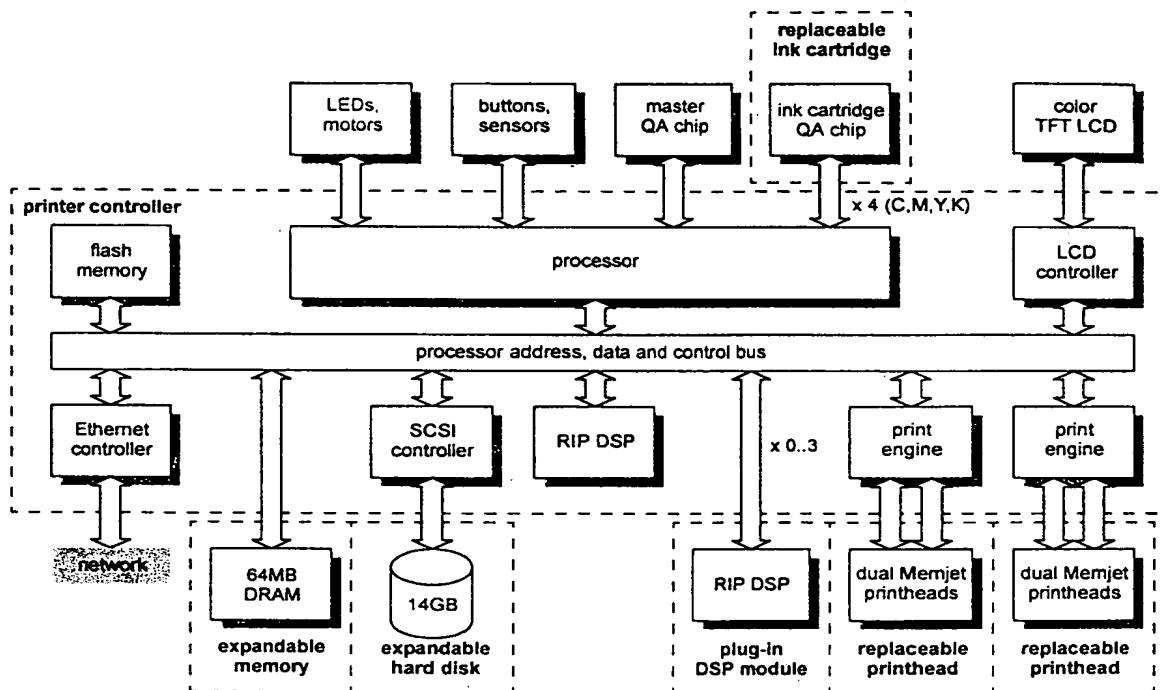 replaceable
ink cartridge
LEDs,
motors
buttons,
sensors
master
QA chip
ink cartridge
QA chip
color
TFT LCD
x 4 (C,M,Y,K)
printer controller
flash
memory
processor
LCD
controller
processor address, data and control bus
Ethernet
controller
SCSI
controller
RIP DSP
x 0..3
print
engine
print
engine
network
64MB
DRAM
14GB
RIP DSP
dual Memjet
printheads
dual Memjet
printheads
expandable
memory
expandable
hard disk
plug-in
DSP module
replaceable
printhead
replaceable
printhead